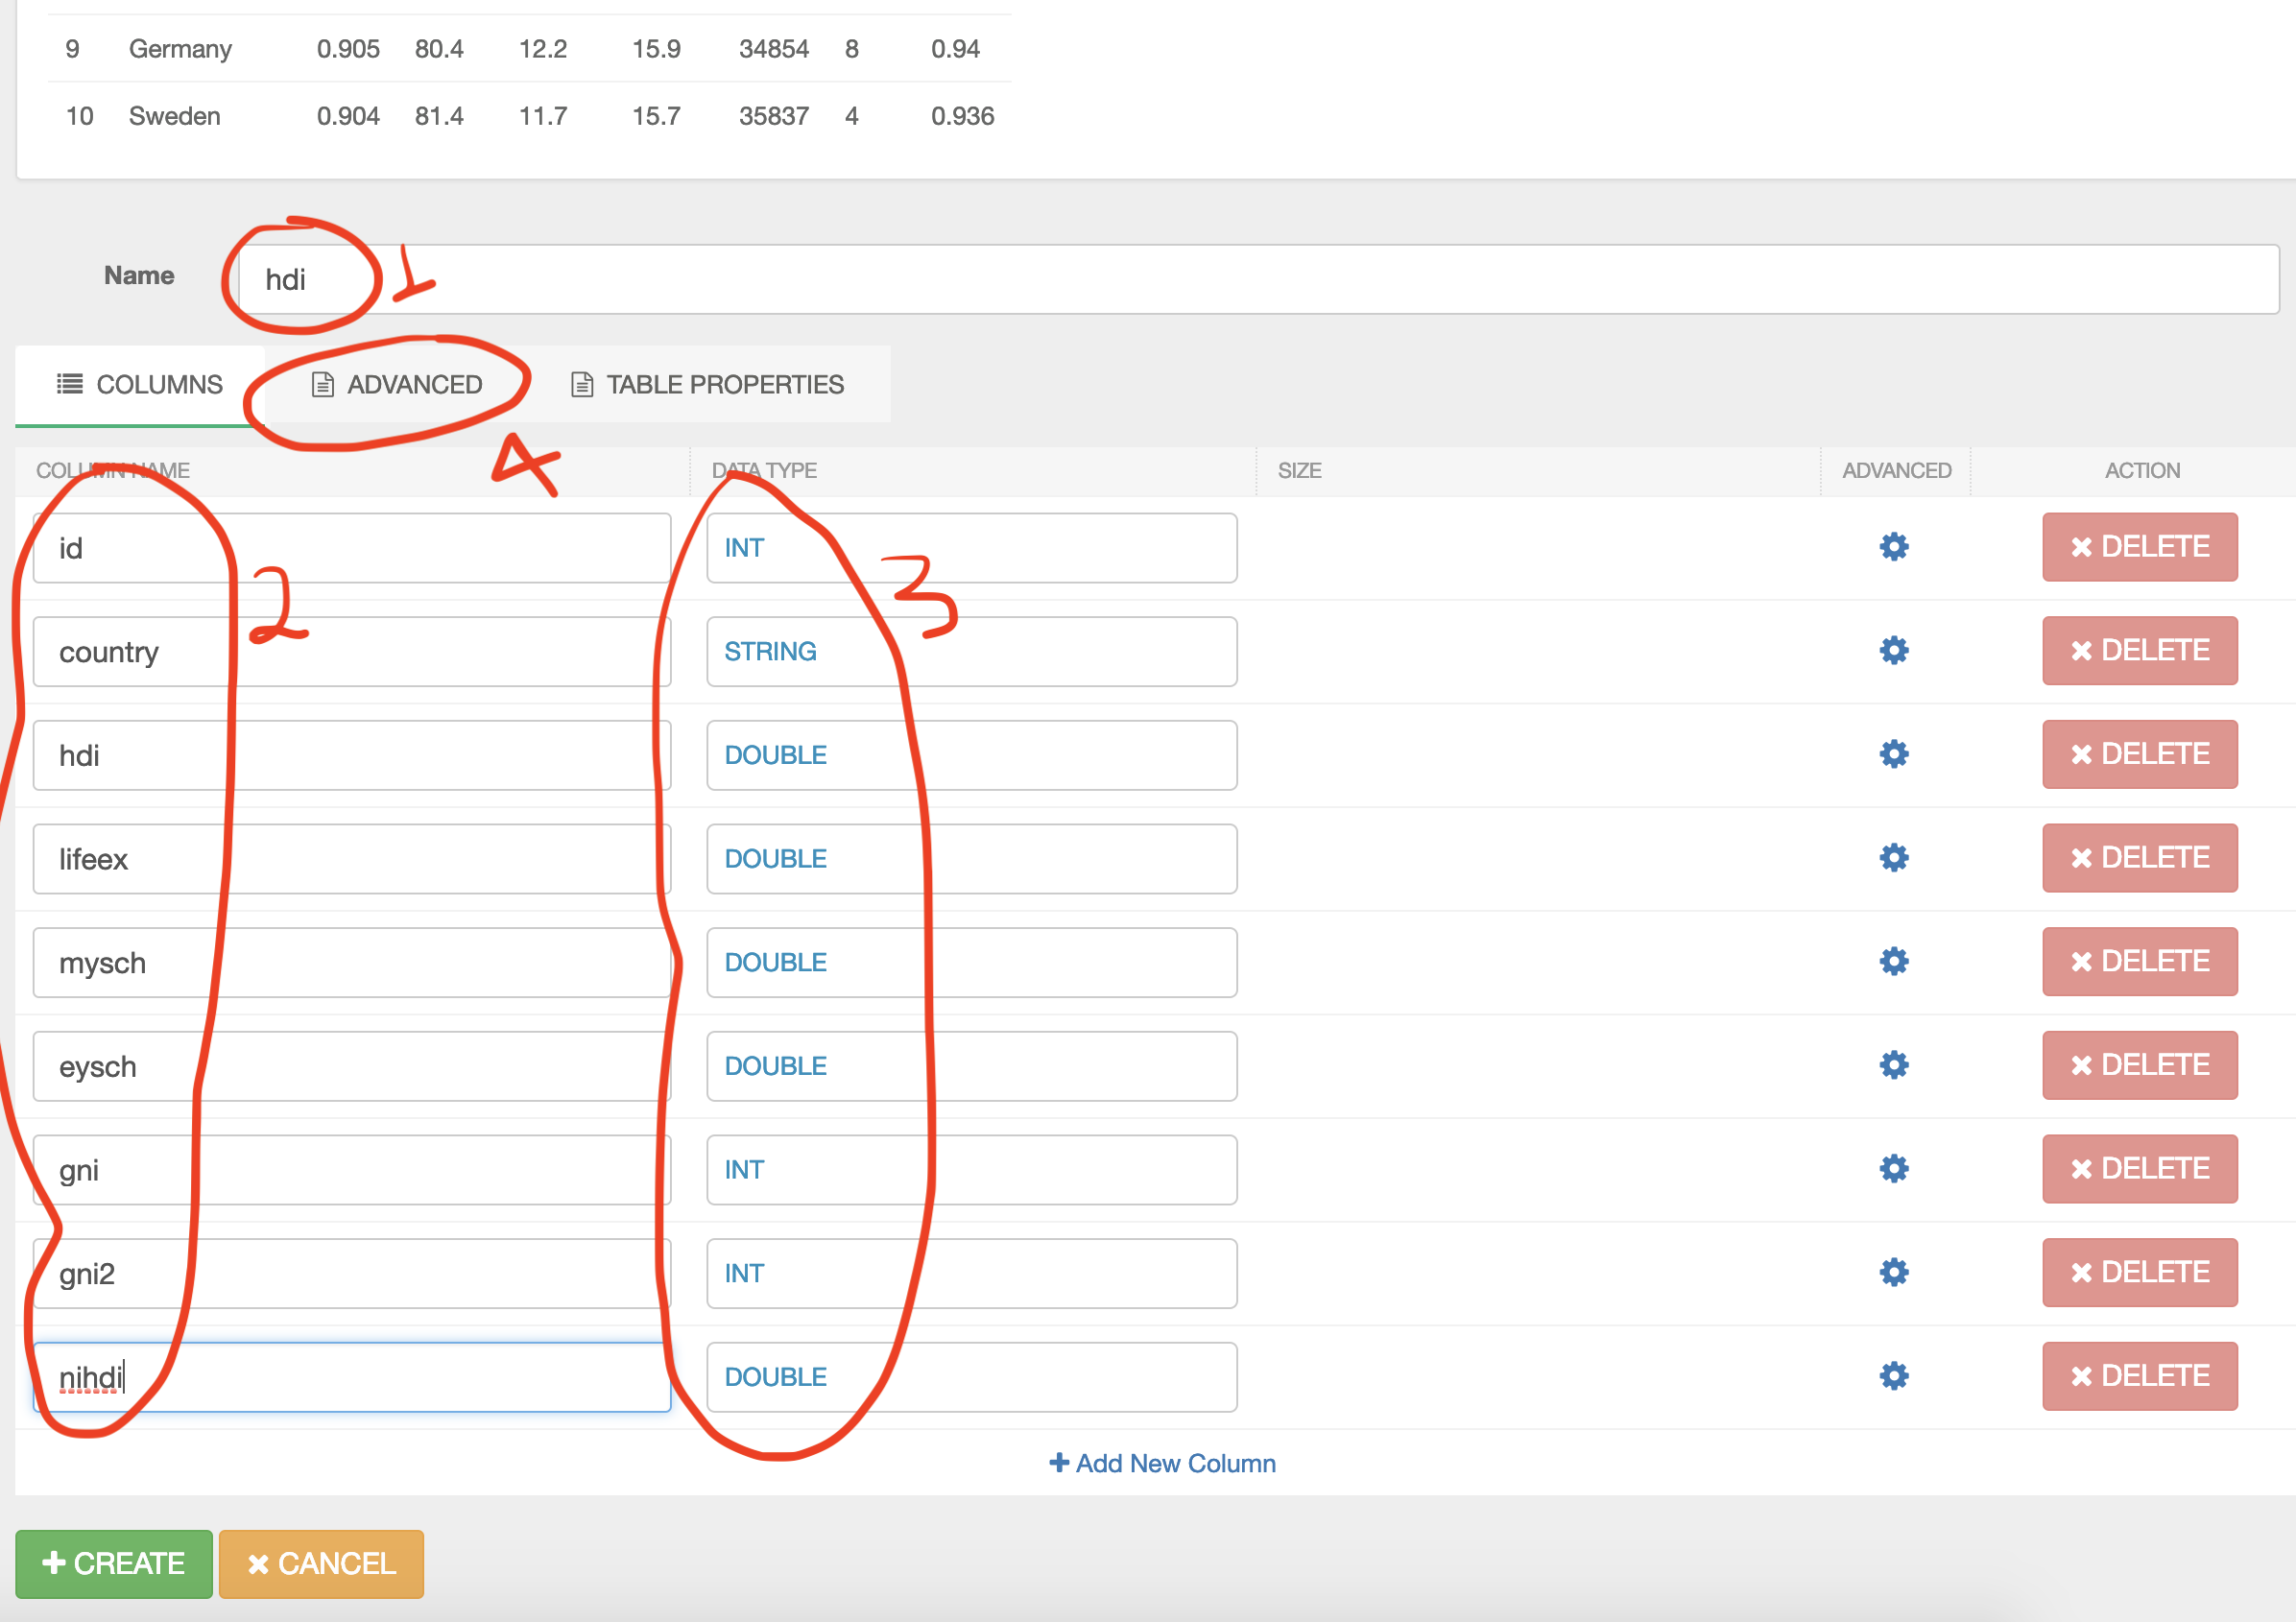 9 Germany 0.905 80.4 12.2 15.9 34854 8 0.94
10 Sweden 0.904 81.4 11.7 15.7 35837 4 0.936
Name hdi 1
COLUMNS ADVANCED TABLE PROPERTIES
4
COLUMN NAME DATA TYPE SIZE ADVANCED ACTION
id INT DELETE
2 3
country STRING DELETE
hdi DOUBLE DELETE
lifeex DOUBLE DELETE
mysch DOUBLE DELETE
eysch DOUBLE DELETE
gni INT DELETE
gni2 INT DELETE
nihdi DOUBLE DELETE
Add New Column
CREATE CANCEL